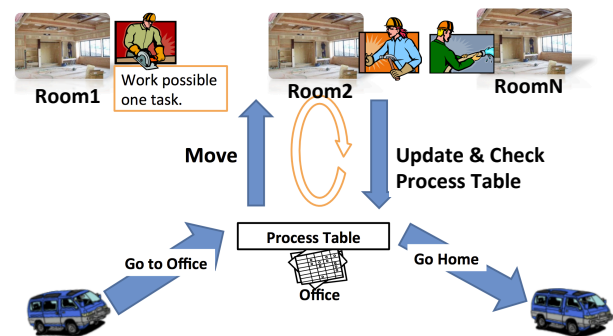 Room1
Work possible
one task.
Room2
RoomN
Move
Update & Check
Process Table
Process Table
Go to Office
Office
Go Home